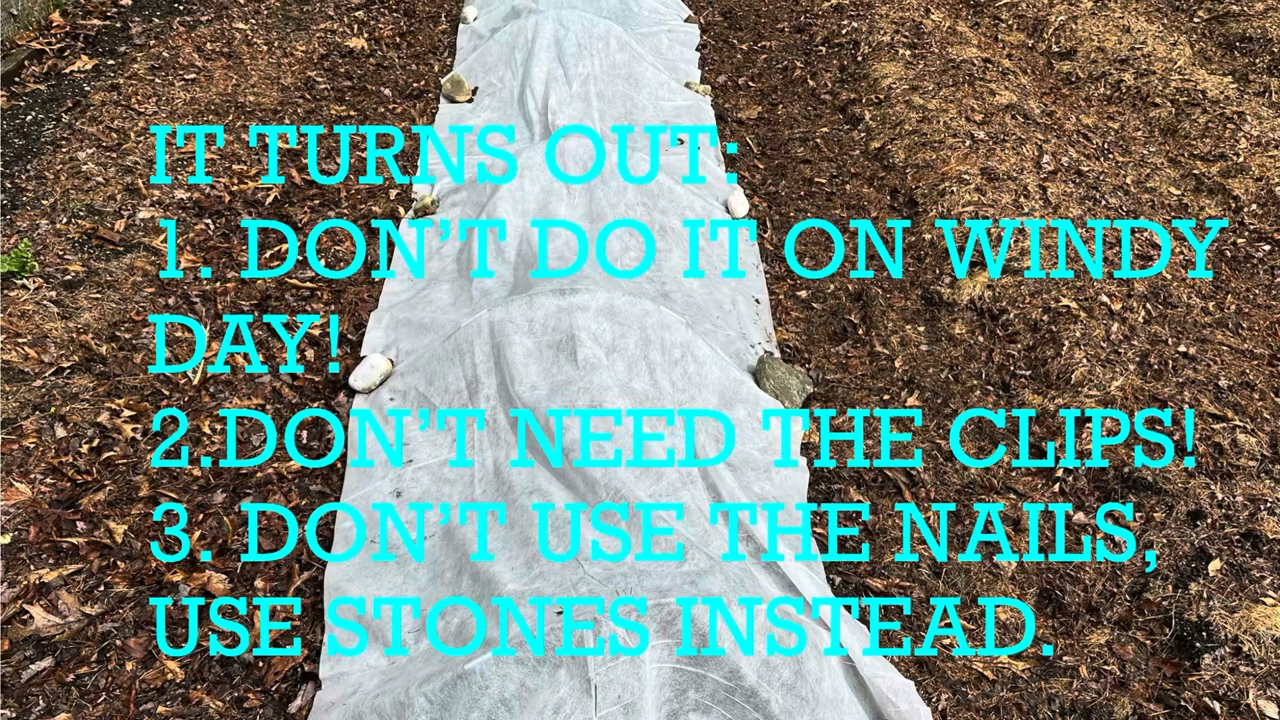 IT TURNS OUT:
1. DON’T DO IT ON WINDY
DAY!
2.DON’T NEED THE CLIPS!
3. DON’T USE THE NAILS,
USE STONES INSTEAD.